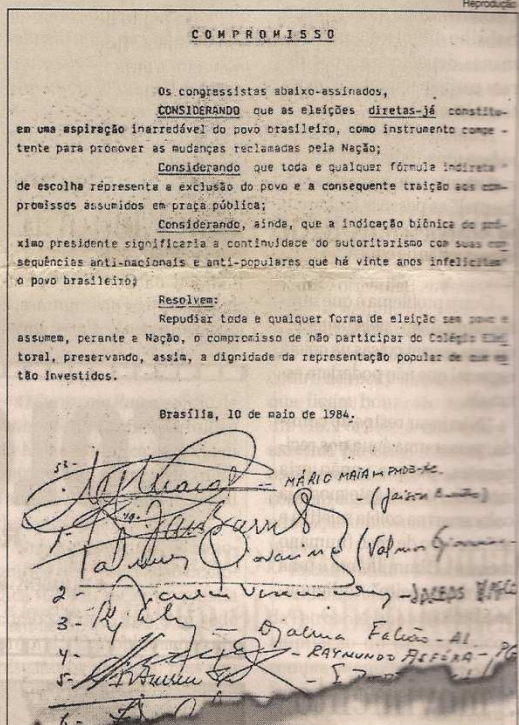 Reprodução
COMPROMISSO
Os congressistas abaixo-assinados,
CONSIDERANDO que as eleições diretas-já constitu-
em uma aspiração inarredável do povo brasileiro, como instrumento compe-
tente para promover as mudanças reclamadas pela Nação;
Considerando que toda e qualquer fórmula indireta
de escolha representa a exclusão do povo e a consequente traição aos com-
promissos assumidos em praça pública;
Considerando, ainda, que a indicação biônica do pró-
ximo presidente significaria a continuidade do autoritarismo com suas con
sequências anti-nacionais e anti-populares que há vinte anos infelicitam
o povo brasileiro;
Resolvem:
Repudiar toda e qualquer forma de eleição sem povo e
assumem, perante a Nação, o compromisso de não participar do Colégio Elei
toral, preservando, assim, a dignidade da representação popular de que es
tão investidos.
Brasília, 10 de maio de 1984.
MÁRIO MAIA PMDB-AC
2-
3- Djalma Falcão - AL
4- RAYMUNDO
5-
6-